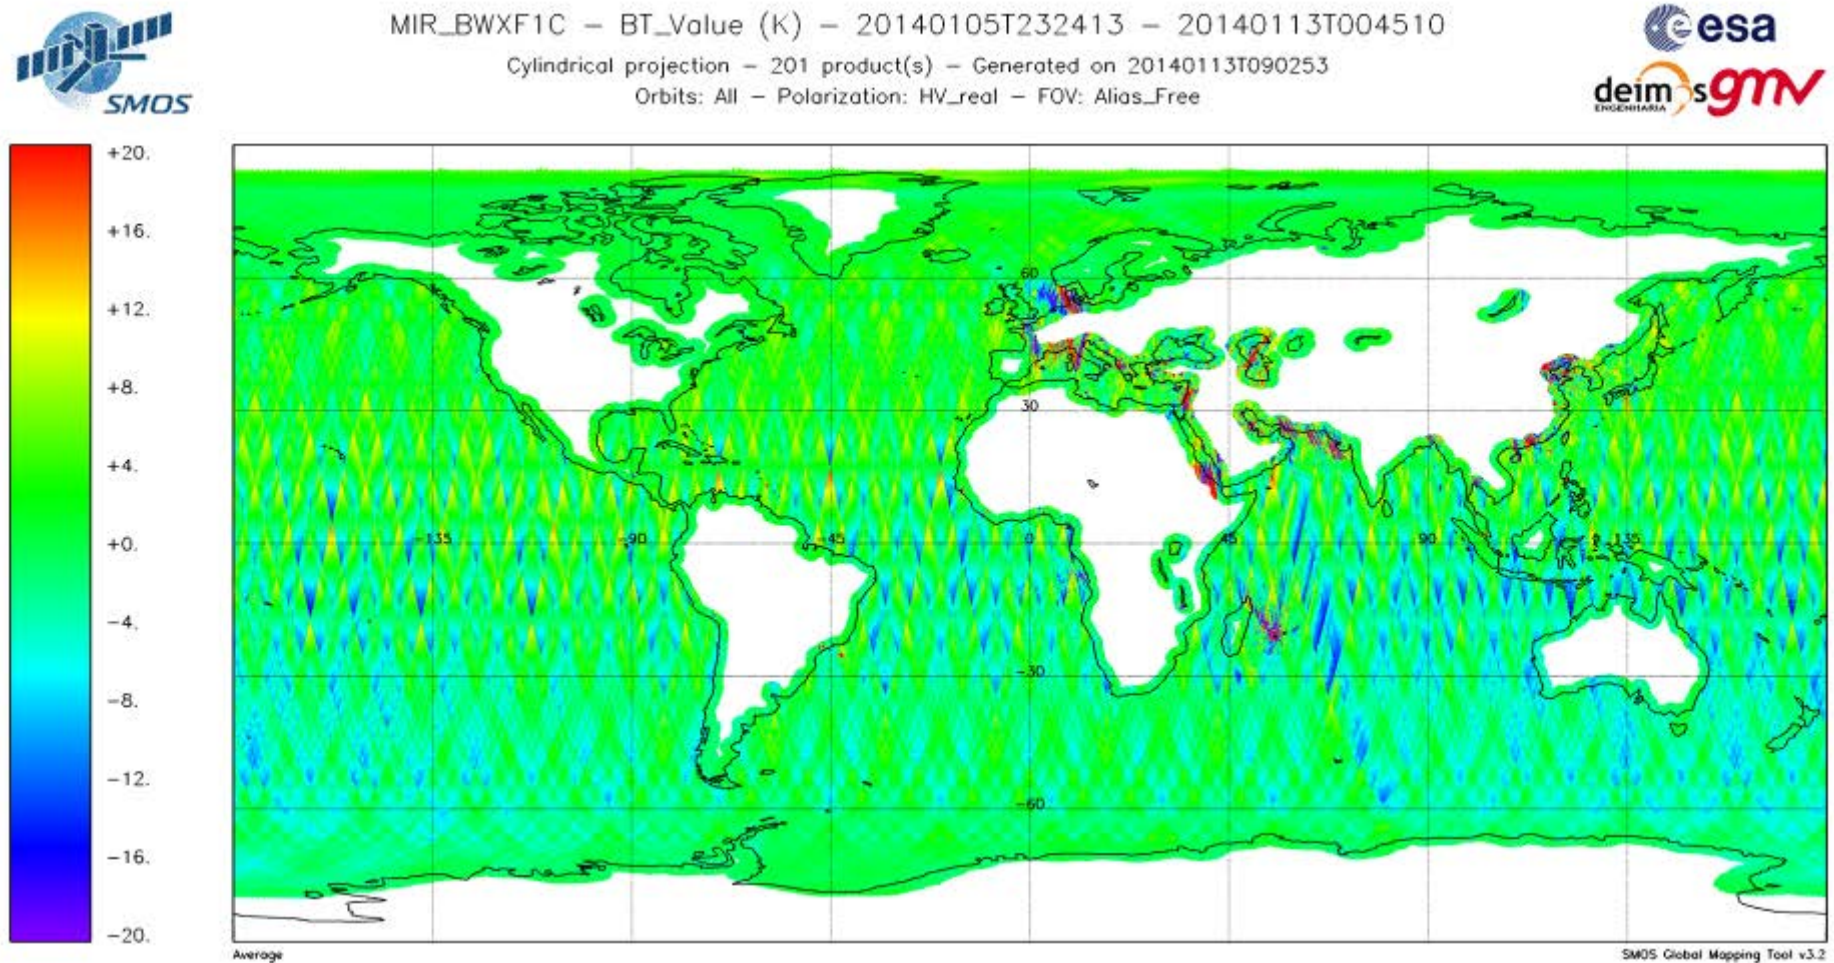 MIR_BWXF1C – BT_Value (K) – 20140105T232413 – 20140113T004510
Cylindrical projection – 201 product(s) – Generated on 20140113T090253
Orbits: All – Polarization: HV_real – FOV: Alias_Free
SMOS
esa
deimos
ENGENHARIA
gmv
+20.
+16.
+12.
+8.
+4.
+0.
−4.
−8.
−12.
−16.
−20.
60
30
−135 −90 −45 0 45 90 135
−30
−60
Average
SMOS Global Mapping Tool v3.2